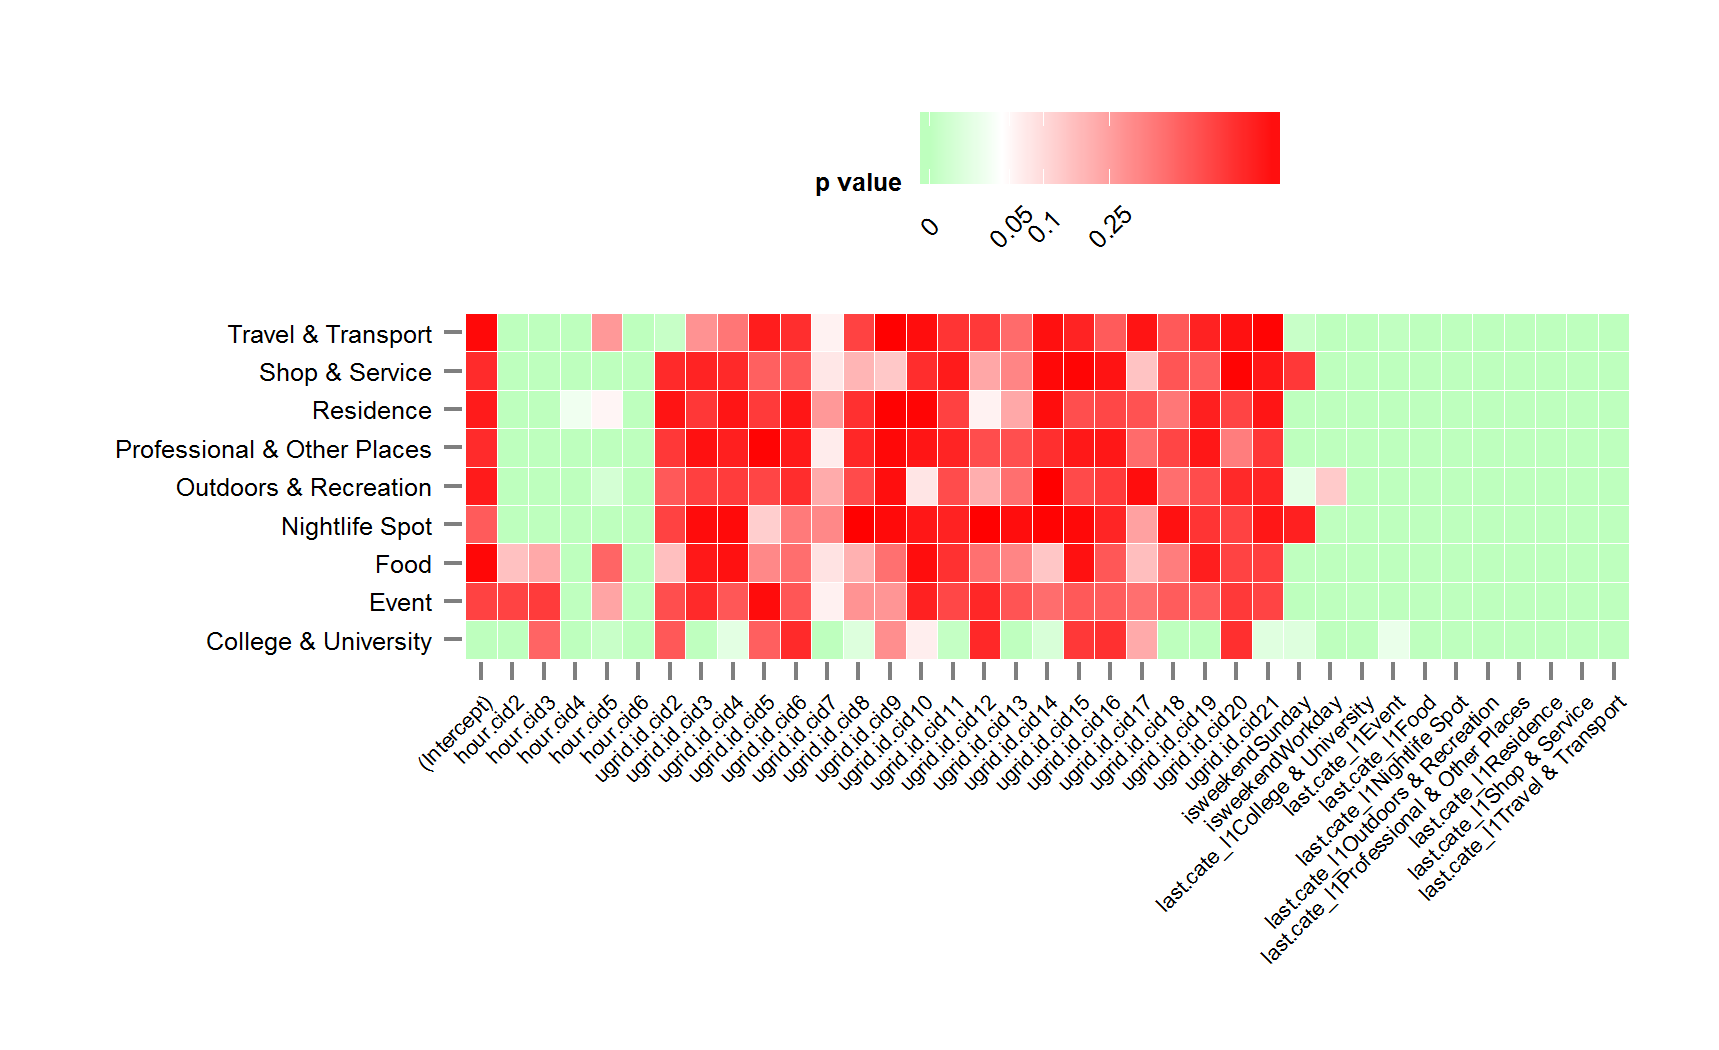 p value
0
0.05
0.1
0.25
Travel & Transport
Shop & Service
Residence
Professional & Other Places
Outdoors & Recreation
Nightlife Spot
Food
Event
College & University
(Intercept)
hour.cid2
hour.cid3
hour.cid4
hour.cid5
hour.cid6
ugrid.id.cid2
ugrid.id.cid3
ugrid.id.cid4
ugrid.id.cid5
ugrid.id.cid6
ugrid.id.cid7
ugrid.id.cid8
ugrid.id.cid9
ugrid.id.cid10
ugrid.id.cid11
ugrid.id.cid12
ugrid.id.cid13
ugrid.id.cid14
ugrid.id.cid15
ugrid.id.cid16
ugrid.id.cid17
ugrid.id.cid18
ugrid.id.cid19
ugrid.id.cid20
ugrid.id.cid21
isweekendSunday
isweekendWorkday
last.cate_l1College & University
last.cate_l1Event
last.cate_l1Food
last.cate_l1Nightlife Spot
last.cate_l1Outdoors & Recreation
last.cate_l1Professional & Other Places
last.cate_l1Residence
last.cate_l1Shop & Service
last.cate_l1Travel & Transport